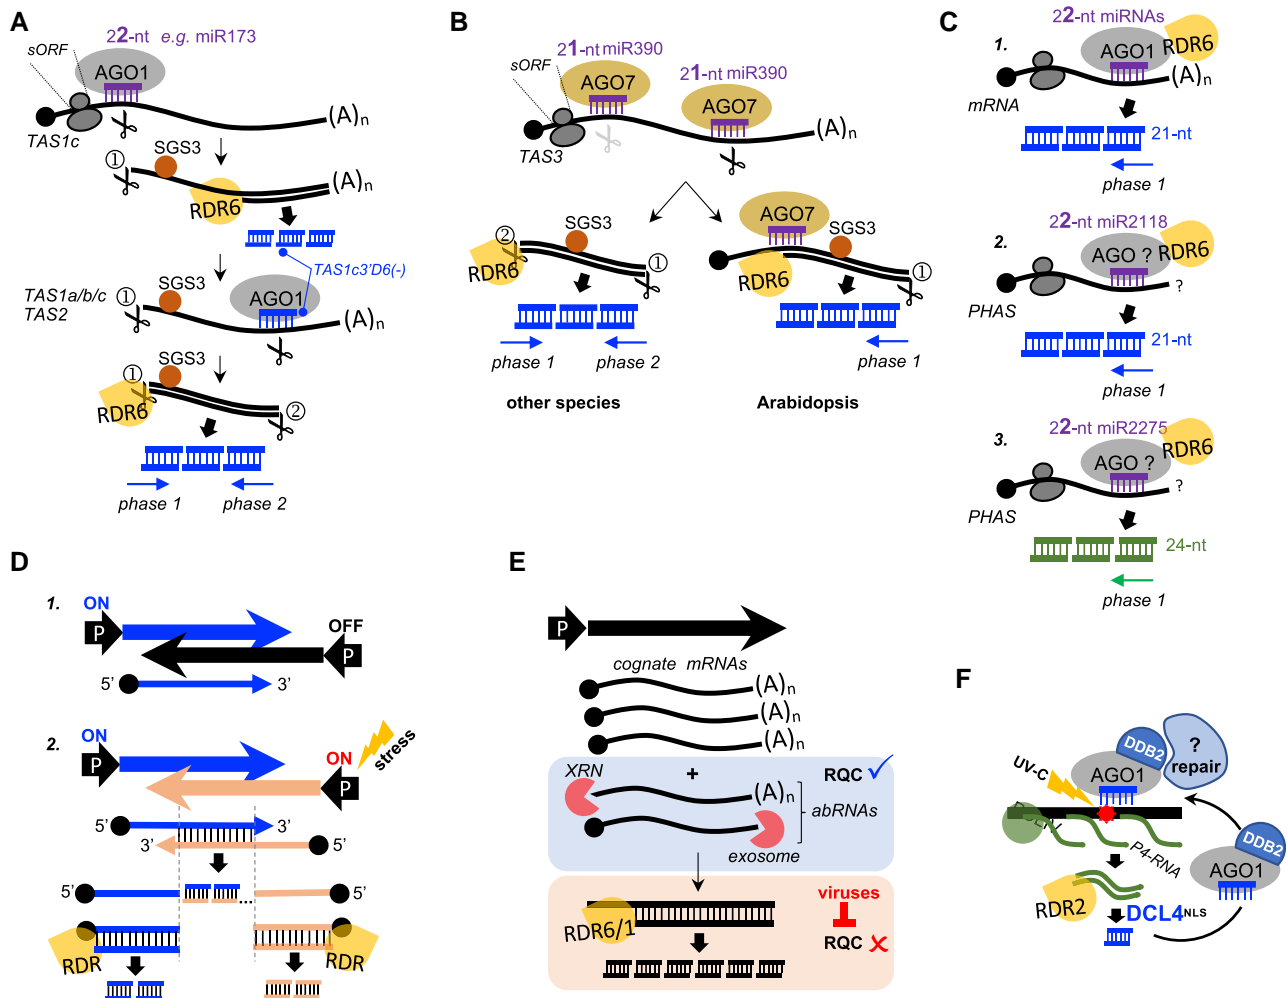 A
22-nt e.g. miR173
sORF
AGO1
TAS1c
(A)n
① SGS3
(A)n
RDR6
TAS1c3'D6(-)
TAS1a/b/c
TAS2
① SGS3
AGO1
(A)n
① SGS3
RDR6
②
phase 1 phase 2
B
21-nt miR390
sORF
AGO7
21-nt miR390
AGO7
TAS3
(A)n
② SGS3
RDR6
①
phase 1 phase 2
other species
AGO7
SGS3
RDR6
①
phase 1
Arabidopsis
C
1. 22-nt miRNAs
AGO1 RDR6
mRNA (A)n
21-nt
phase 1
2. 22-nt miR2118
AGO ? RDR6
PHAS ?
21-nt
phase 1
3. 22-nt miR2275
AGO ? RDR6
PHAS ?
24-nt
phase 1
D
1. ON
P
OFF
P
5' 3'
2. ON
P
ON
P
stress
5' 3'
3' 5'
5' ... 5'
RDR RDR
E
P
cognate mRNAs
(A)n
(A)n
(A)n
XRN + RQC
(A)n
abRNAs
exosome
viruses
RDR6/1
RQC
F
DDB2
?
repair
UV-C
AGO1
P4-RNA
DDB2
AGO1
RDR2
DCL4NLS